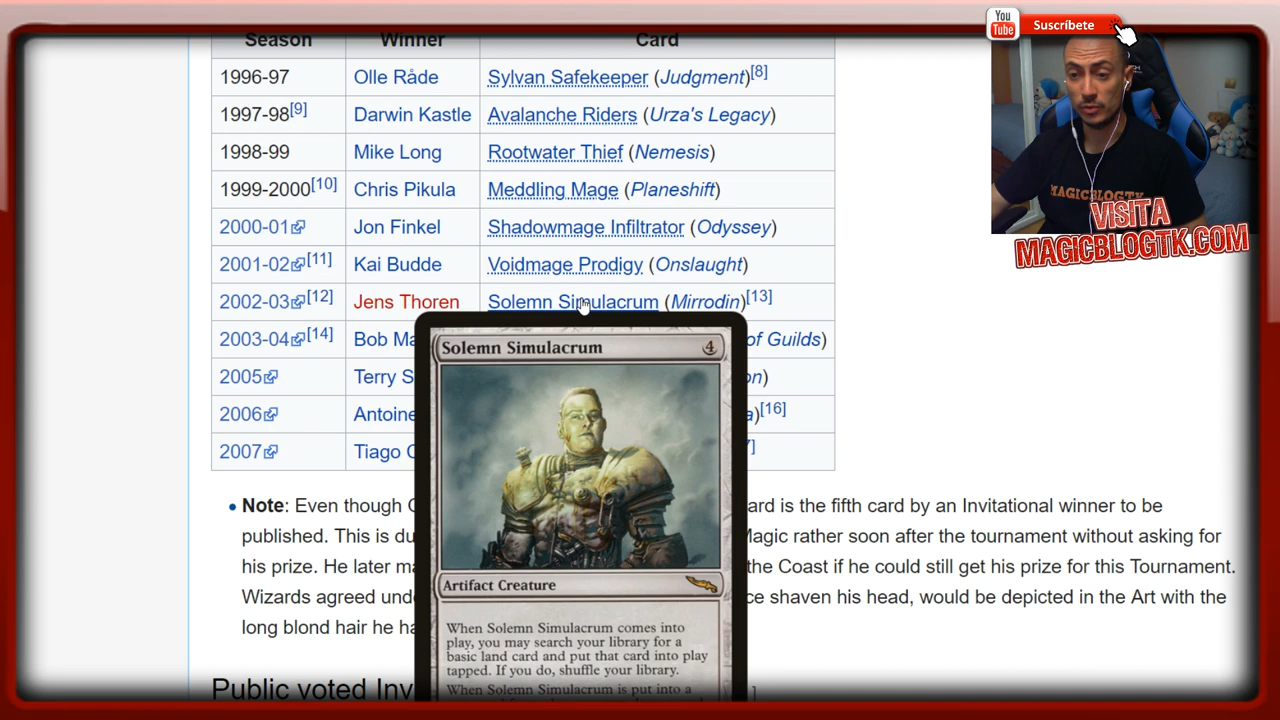 You Tube Suscríbete
Season Winner Card
1996-97 Olle Råde Sylvan Safekeeper (Judgment)[8]
1997-98[9] Darwin Kastle Avalanche Riders (Urza's Legacy)
1998-99 Mike Long Rootwater Thief (Nemesis)
1999-2000[10] Chris Pikula Meddling Mage (Planeshift)
MAGICBLOGTK
VISITA
MAGICBLOGTK.COM
2000-01 Jon Finkel Shadowmage Infiltrator (Odyssey)
2001-02[11] Kai Budde Voidmage Prodigy (Onslaught)
2002-03[12] Jens Thoren Solemn Simulacrum (Mirrodin)[13]
2003-04[14] Bob Ma of Guilds)
2005 Terry S on)
2006 Antoine a)[16]
2007 Tiago C ]
Solemn Simulacrum 4
Artifact Creature
When Solemn Simulacrum comes into
play, you may search your library for a
basic land card and put that card into play
tapped. If you do, shuffle your library.
When Solemn Simulacrum is put into a
• Note: Even though O ard is the fifth card by an Invitational winner to be
published. This is du Magic rather soon after the tournament without asking for
his prize. He later ma the Coast if he could still get his prize for this Tournament.
Wizards agreed unde ce shaven his head, would be depicted in the Art with the
long blond hair he ha
Public voted Inv ]